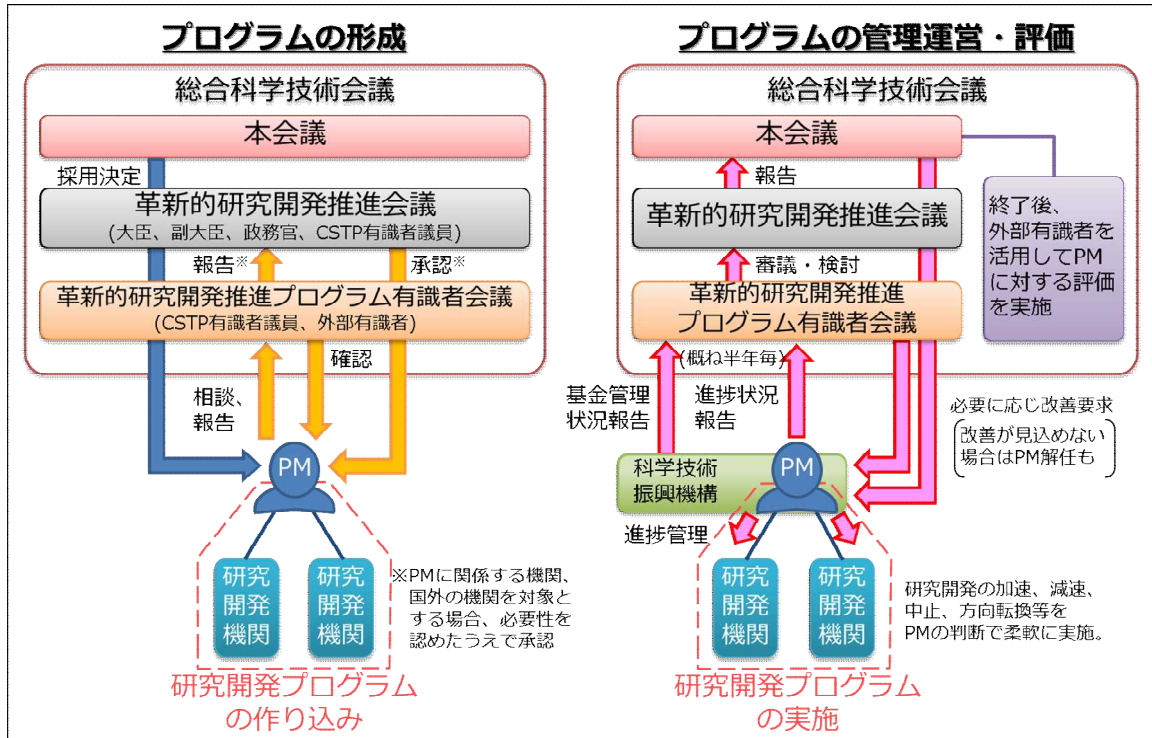 プログラムの形成
総合科学技術会議
本会議
採用決定
革新的研究開発推進会議
(大臣、副大臣、政務官、CSTP有識者議員)
報告※
承認※
革新的研究開発推進プログラム有識者会議
(CSTP有識者議員、外部有識者)
確認
相談、
報告
PM
研究
開発
機関
研究
開発
機関
※PMに関係する機関、
国外の機関を対象と
する場合、必要性を
認めたうえで承認
研究開発プログラム
の作り込み
プログラムの管理運営・評価
総合科学技術会議
本会議
報告
革新的研究開発推進会議
審議・検討
革新的研究開発推進
プログラム有識者会議
終了後、
外部有識者を
活用してPM
に対する評価
を実施
(概ね半年毎)
基金管理
状況報告
進捗状況
報告
必要に応じ改善要求
改善が見込めない
場合はPM解任も
科学技術
振興機構
PM
進捗管理
研究
開発
機関
研究
開発
機関
研究開発の加速、減速、
中止、方向転換等を
PMの判断で柔軟に実施。
研究開発プログラム
の実施